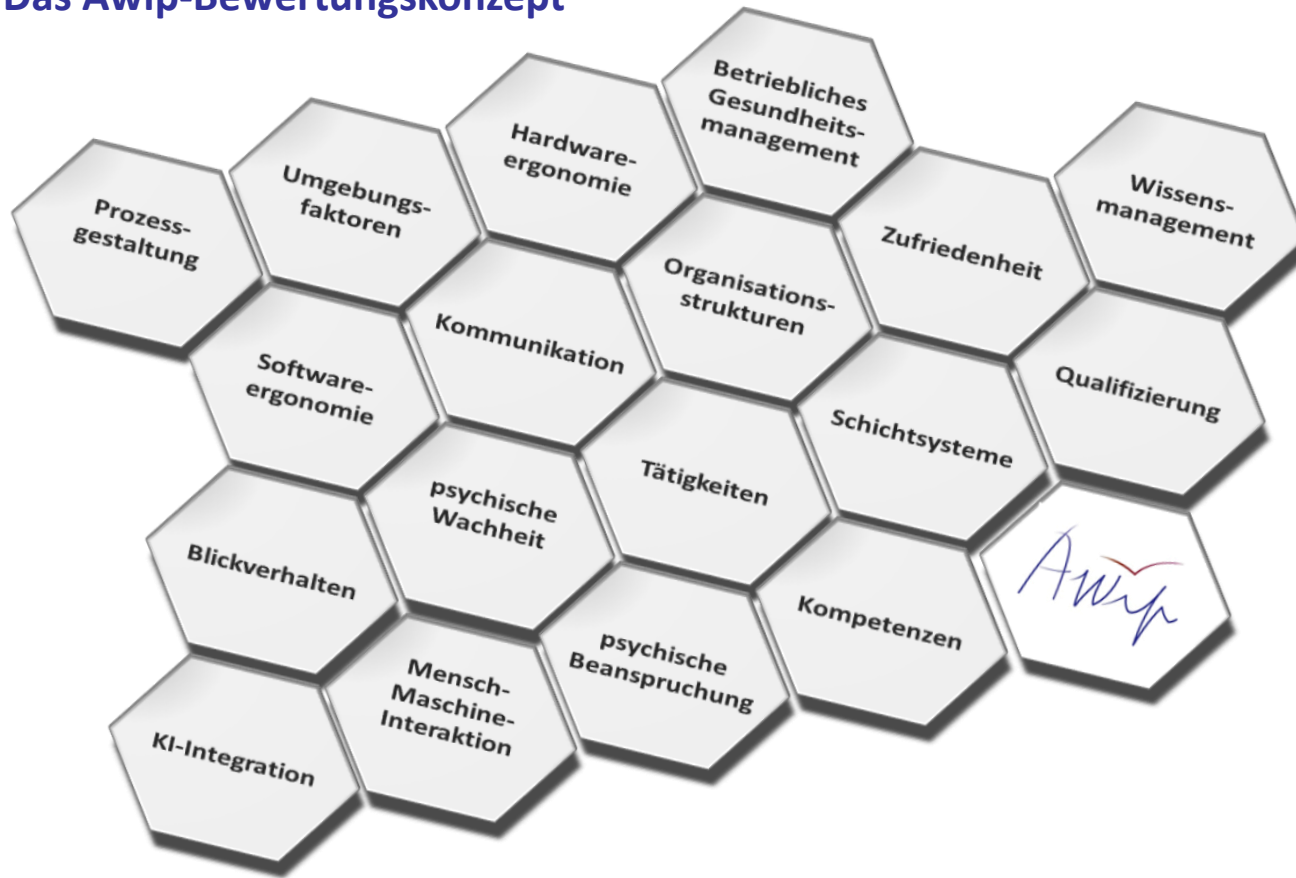 Das Awip-Bewertungskonzept
Betriebliches
Gesundheits-
management
Hardware-
ergonomie
Umgebungs-
faktoren
Prozess-
gestaltung
Wissens-
management
Zufriedenheit
Organisations-
strukturen
Kommunikation
Software-
ergonomie
Qualifizierung
Schichtsysteme
Tätigkeiten
psychische
Wachheit
Blickverhalten
Awip
Kompetenzen
psychische
Beanspruchung
Mensch-
Maschine-
Interaktion
KI-Integration